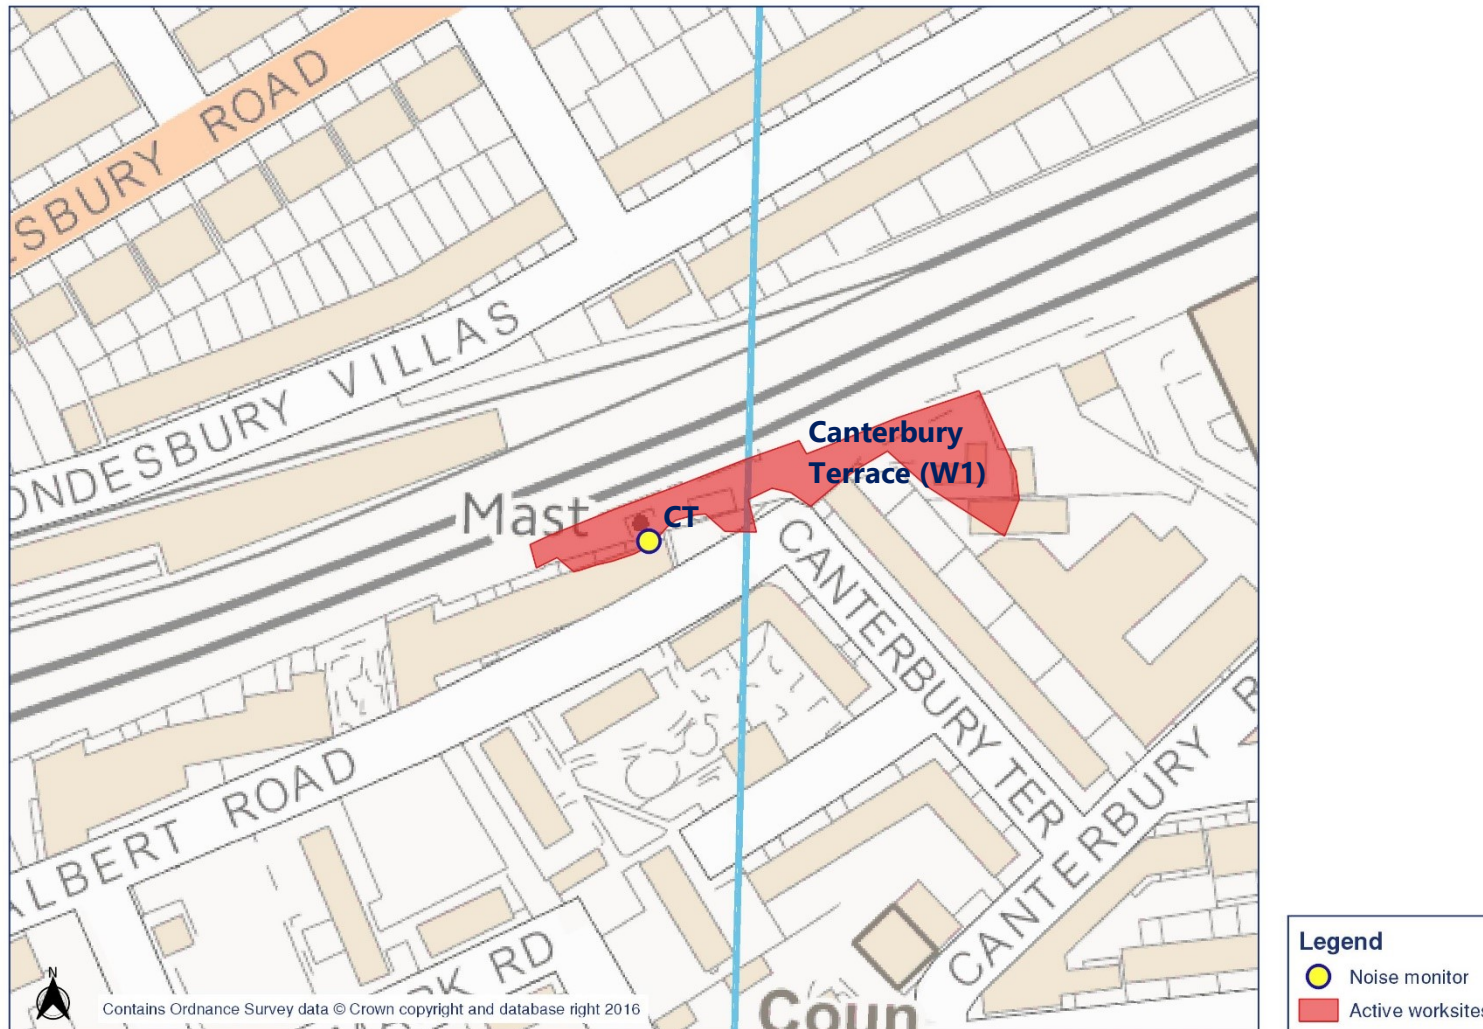 SBURY ROAD
ONDESBURY VILLAS
Canterbury
Terrace (W1)
Mast
CT
CANTERBURY TER
ALBERT ROAD
CANTERBURY R
RK RD
N
Contains Ordnance Survey data © Crown copyright and database right 2016
Coun
Legend
Noise monitor
Active worksites